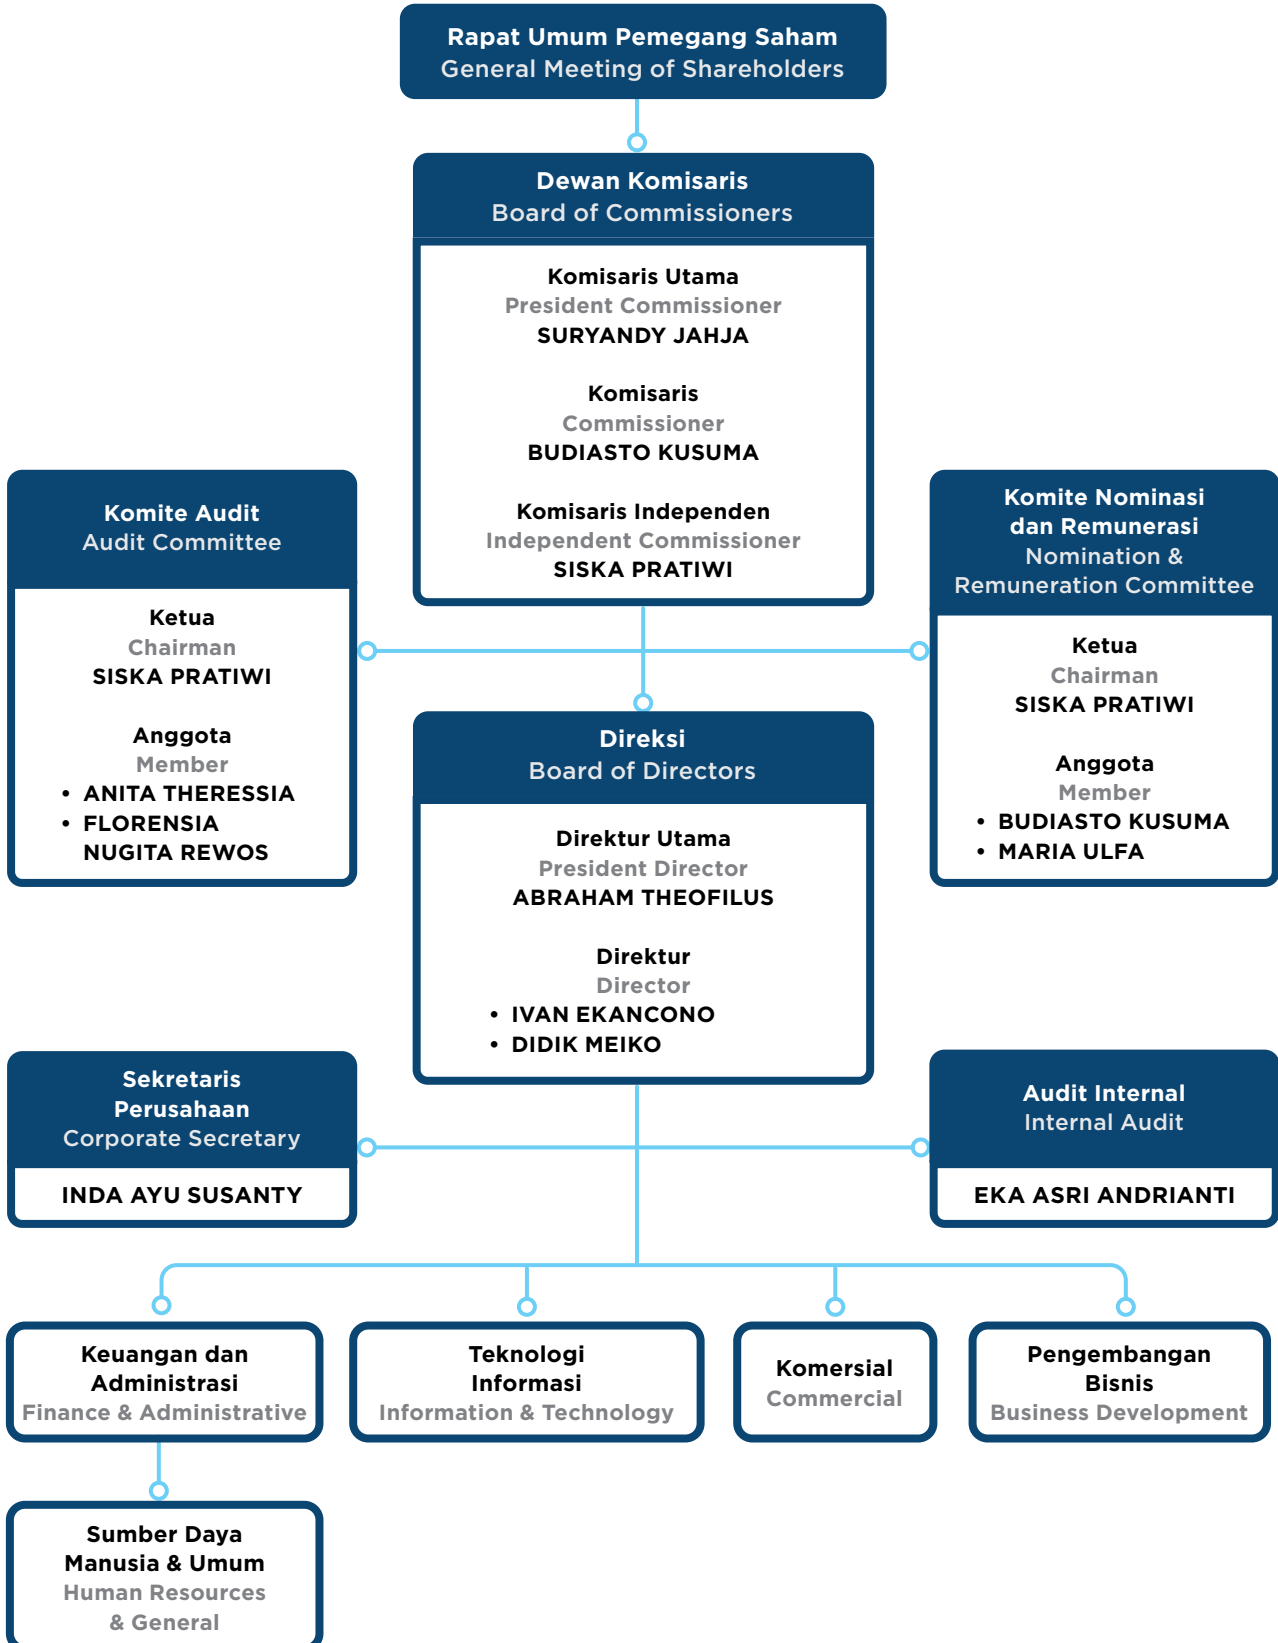 Rapat Umum Pemegang Saham
General Meeting of Shareholders
Dewan Komisaris
Board of Commissioners
Komisaris Utama
President Commissioner
SURYANDY JAHJA
Komisaris
Commissioner
BUDIASTO KUSUMA
Komisaris Independen
Independent Commissioner
SISKA PRATIWI
Komite Audit
Audit Committee
Ketua
Chairman
SISKA PRATIWI
Anggota
Member
• ANITA THERESSIA
• FLORENSIA
NUGITA REWOS
Komite Nominasi
dan Remunerasi
Nomination &
Remuneration Committee
Ketua
Chairman
SISKA PRATIWI
Anggota
Member
• BUDIASTO KUSUMA
• MARIA ULFA
Direksi
Board of Directors
Direktur Utama
President Director
ABRAHAM THEOFILUS
Direktur
Director
• IVAN EKANCONO
• DIDIK MEIKO
Sekretaris
Perusahaan
Corporate Secretary
INDA AYU SUSANTY
Audit Internal
Internal Audit
EKA ASRI ANDRIANTI
Keuangan dan
Administrasi
Finance & Administrative
Teknologi
Informasi
Information & Technology
Komersial
Commercial
Pengembangan
Bisnis
Business Development
Sumber Daya
Manusia & Umum
Human Resources
& General